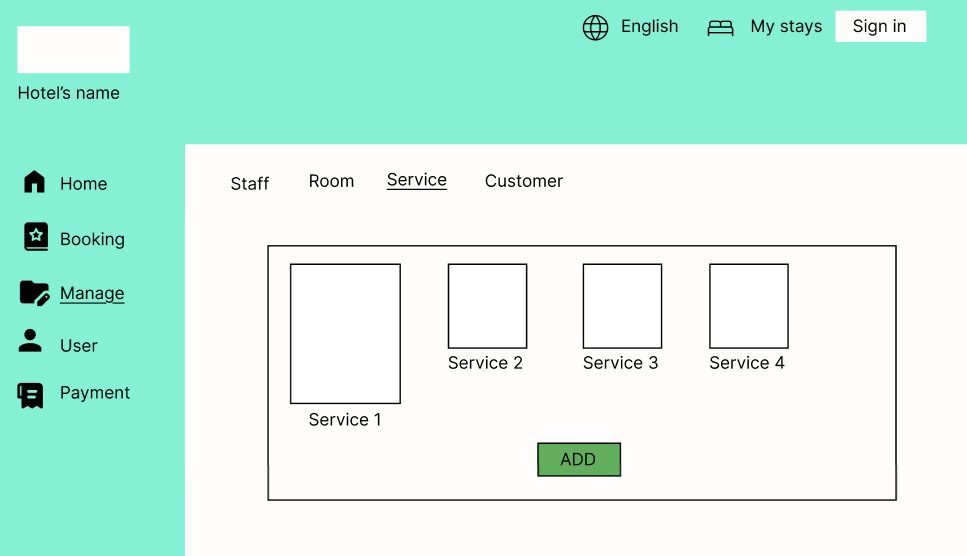 English
My stays
Sign in
Hotel's name
Home
Booking
Manage
User
Payment
Staff
Room
Service
Customer
Service 1
Service 2
Service 3
Service 4
ADD